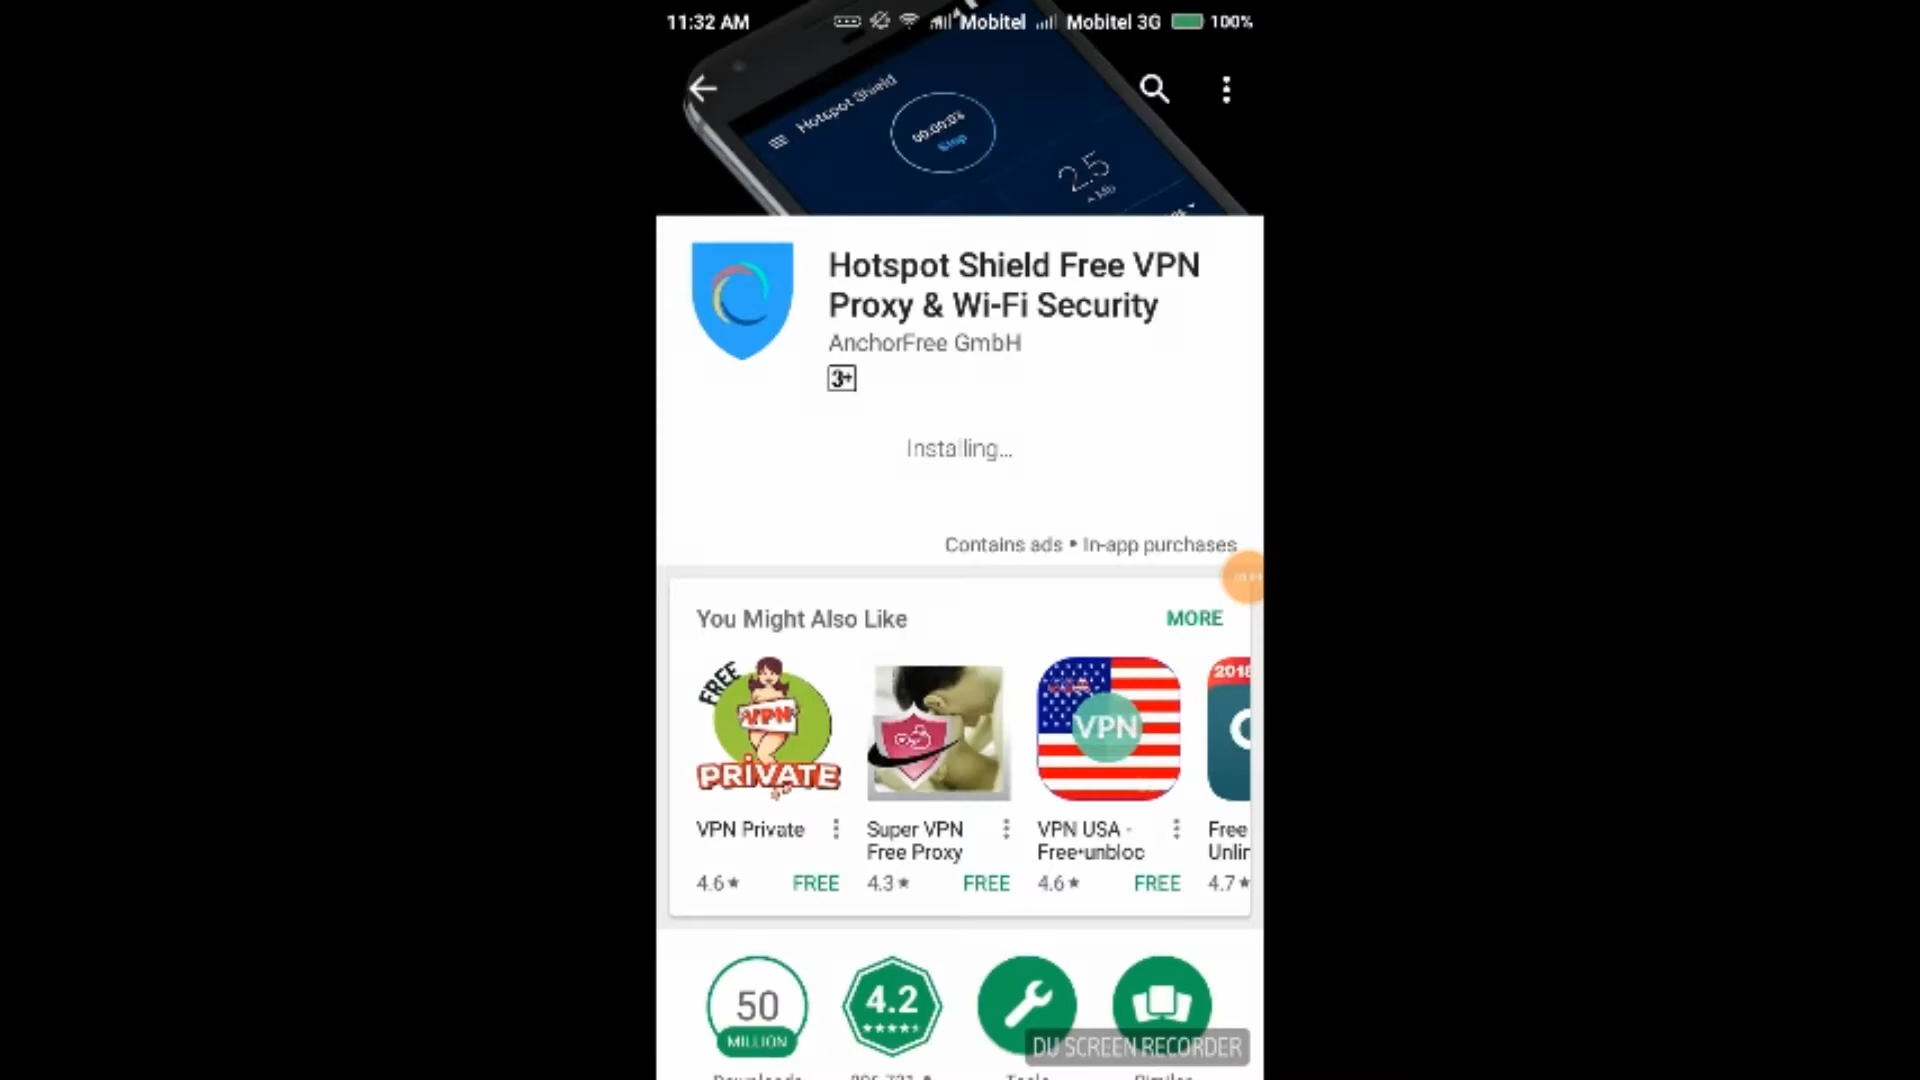 11:32 AM Mobitel Mobitel 3G 100%
Hotspot Shield
Stop
2.5
Hotspot Shield Free VPN
Proxy & Wi-Fi Security
AnchorFree GmbH
3+
Installing...
Contains ads • In-app purchases
You Might Also Like MORE
FREE
VPN
PRİVATE
VPN
2018
VPN Private
Super VPN
Free Proxy
VPN USA -
Free•unbloc
Free
4.6★ FREE
4.3★ FREE
4.6★ FREE
4.7★
50
MILLION
4.2
DU SCREEN RECORDER